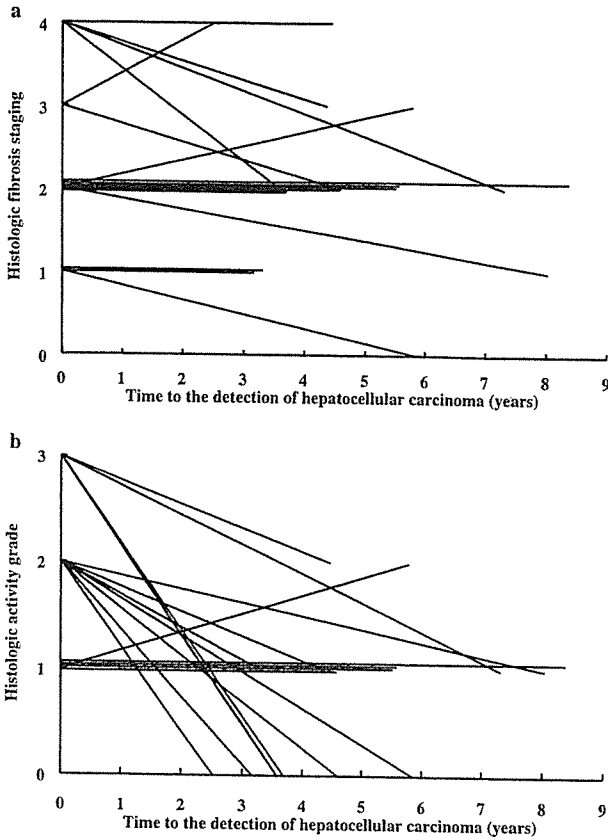 a
Histologic fibrosis staging
4
3
2
1
0
0 1 2 3 4 5 6 7 8 9
Time to the detection of hepatocellular carcinoma (years)
b
Histologic activity grade
3
2
1
0
0 1 2 3 4 5 6 7 8 9
Time to the detection of hepatocellular carcinoma (years)